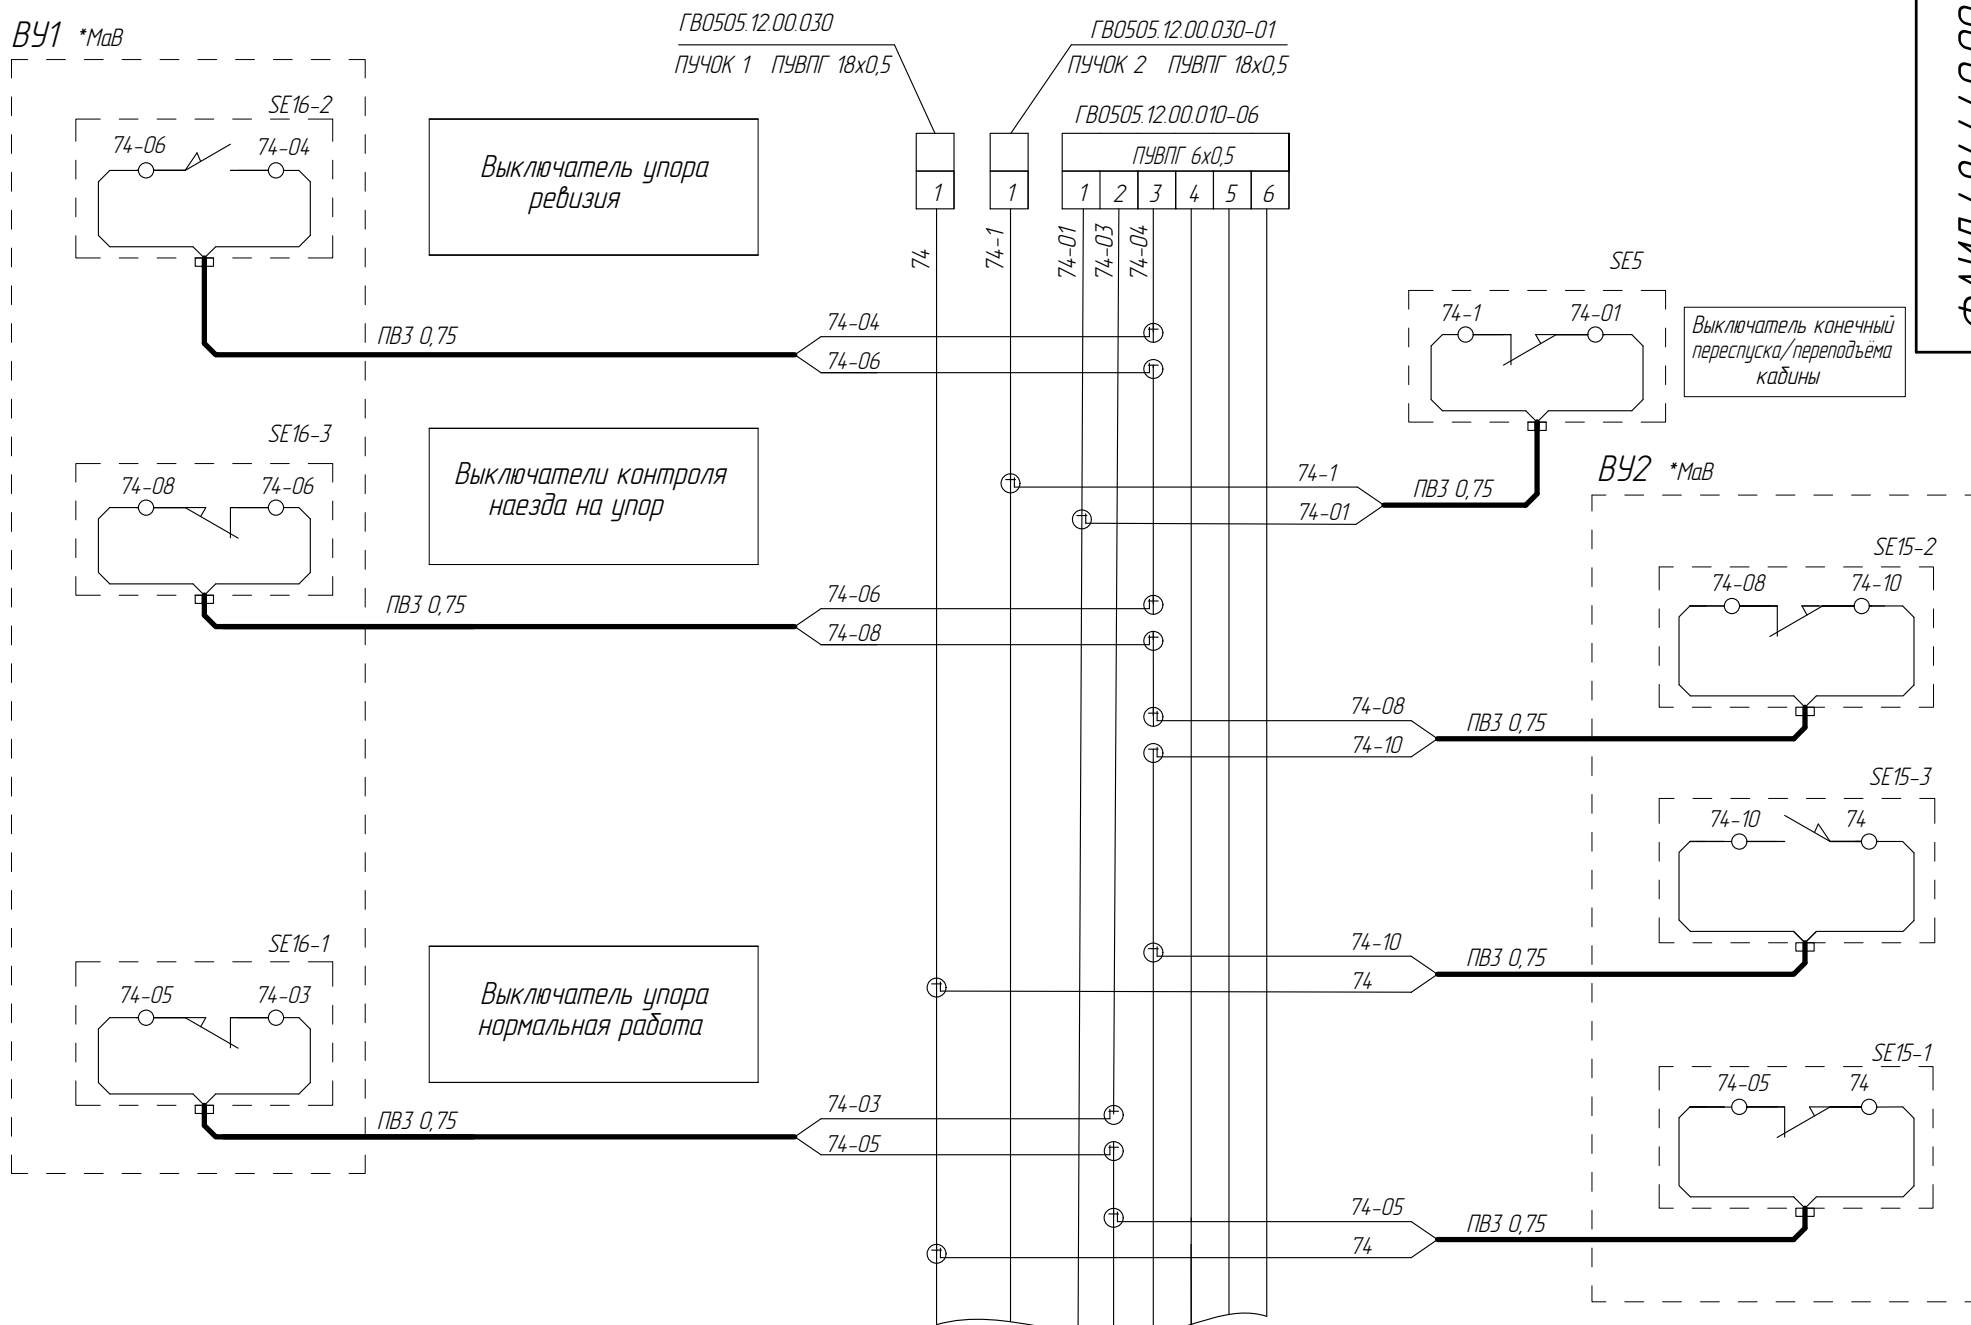 ВУ1 *МаВ
ГВ0505.12.00.030
ПУЧОК 1 ПУВПГ 18х0,5
ГВ0505.12.00.030-01
ПУЧОК 2 ПУВПГ 18х0,5
ГВ0505.12.00.010-06
ПУВПГ 6х0,5
1
1
1 2 3 4 5 6
74
74-1
74-01
74-03
74-04
SE16-2
74-06 74-04
Выключатель упора
ревизия
ПВ3 0,75
74-04
74-06
SE5
74-1 74-01
Выключатель конечный
переспуска/переподъёма
кабины
SE16-3
74-08 74-06
Выключатели контроля
наезда на упор
74-1
74-01
ПВ3 0,75
ВУ2 *МаВ
ПВ3 0,75
74-06
74-08
SE15-2
74-08 74-10
74-08
74-10
ПВ3 0,75
SE15-3
74-10 74
74-10
74
ПВ3 0,75
SE16-1
74-05 74-03
Выключатель упора
нормальная работа
ПВ3 0,75
74-03
74-05
SE15-1
74-05 74
74-05
74
ПВ3 0,75